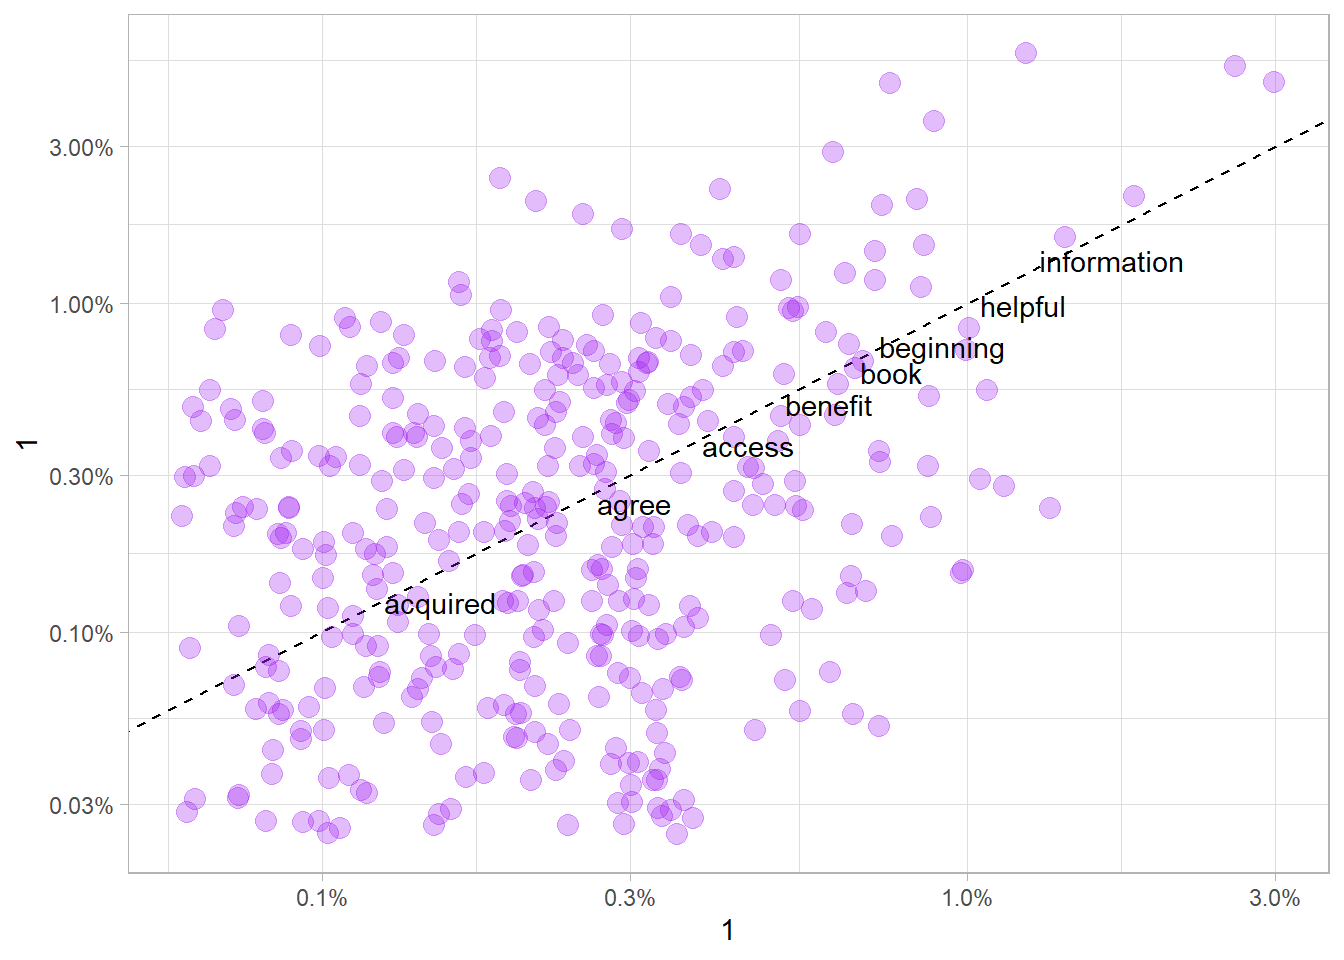 3.00%
1.00%
0.30%
0.10%
0.03%
1
information
helpful
beginning
book
benefit
access
agree
acquired
0.1%
0.3%
1.0%
3.0%
1